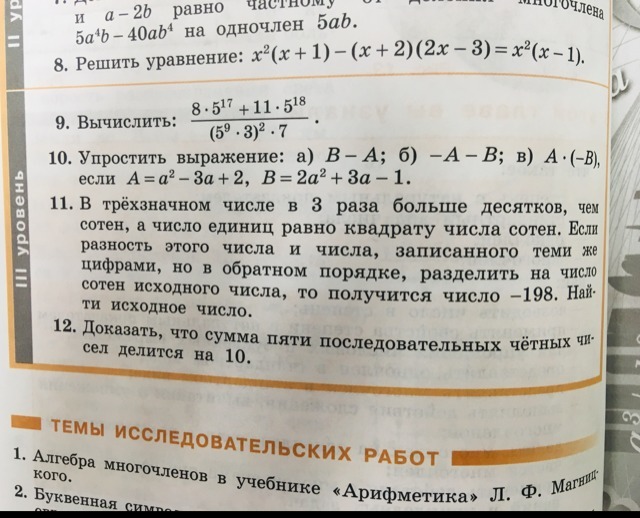 и a − 2b равно частному
многочлена
5a⁴b − 40ab⁴ на одночлен 5ab.
8. Решить уравнение: x²(x + 1) − (x + 2)(2x − 3) = x²(x − 1).
II
9. Вычислить: (8 · 5¹⁷ + 11 · 5¹⁸) / ((5⁹ · 3)² · 7) .
10. Упростить выражение: а) B − A; б) −A − B; в) A · (−B),
если A = a² − 3a + 2, B = 2a² + 3a − 1.
11. В трёхзначном числе в 3 раза больше десятков, чем
сотен, а число единиц равно квадрату числа сотен. Если
разность этого числа и числа, записанного теми же
цифрами, но в обратном порядке, разделить на число
сотен исходного числа, то получится число −198. Най-
ти исходное число.
12. Доказать, что сумма пяти последовательных чётных чи-
сел делится на 10.
III уровень
ТЕМЫ ИССЛЕДОВАТЕЛЬСКИХ РАБОТ
1. Алгебра многочленов в учебнике «Арифметика» Л. Ф. Магниц-
кого.
2. Буквенная